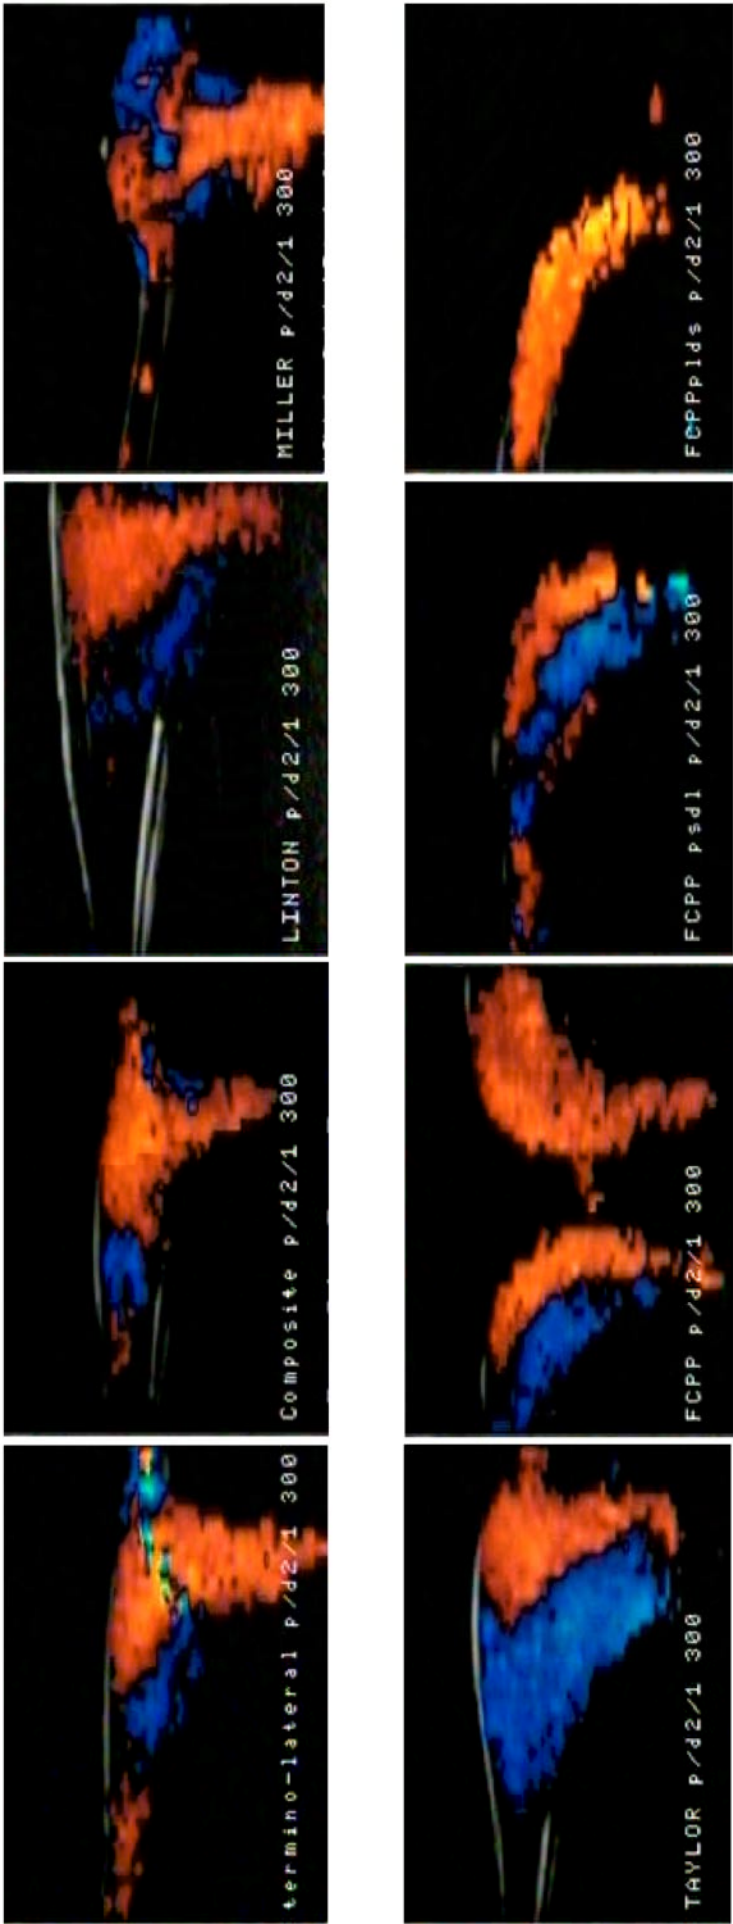 MILLER p/d2/1 300
FCPPplds p/d2/1 300
LINTON p/d2/1 300
FCPP psdl p/d2/1 300
Composite p/d2/1 300
FCPP p/d2/1 300
termino-lateral p/d2/1 300
TAYLOR p/d2/1 300